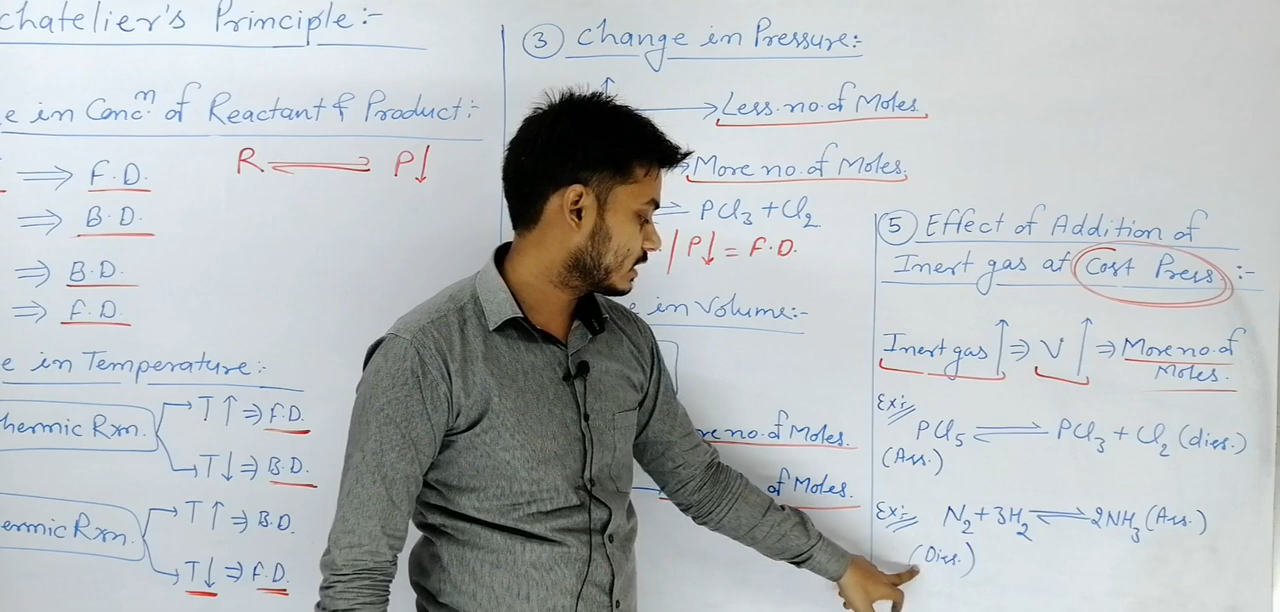 chatelier's Principle:-
e in Concⁿ. of Reactant & Product:-
⇒ F.D.
R ⇌ P↓
⇒ B.D.
⇒ B.D.
⇒ F.D.
e in Temperature:
hermic Rxn.
T↑ ⇒ F.D.
T↓ ⇒ B.D.
ermic Rxn.
T↑ ⇒ B.D.
T↓ ⇒ F.D.
③ Change in Pressure:-
↑ → Less. no. of Moles.
More no. of Moles.
⇌ PCl₃ + Cl₂
/ P↓ = F.D.
e in Volume:-
re no. of Moles.
→ of Moles.
⑤ Effect of Addition of
Inert gas at Cost Press. :-
Inert gas↑ ⇒ V↑ ⇒ More no. of
Moles.
Ex:-
PCl₅ ⇌ PCl₃ + Cl₂ (diss.)
(Ass.)
Ex:- N₂ + 3H₂ ⇌ 2NH₃ (Ass.)
(Diss.)